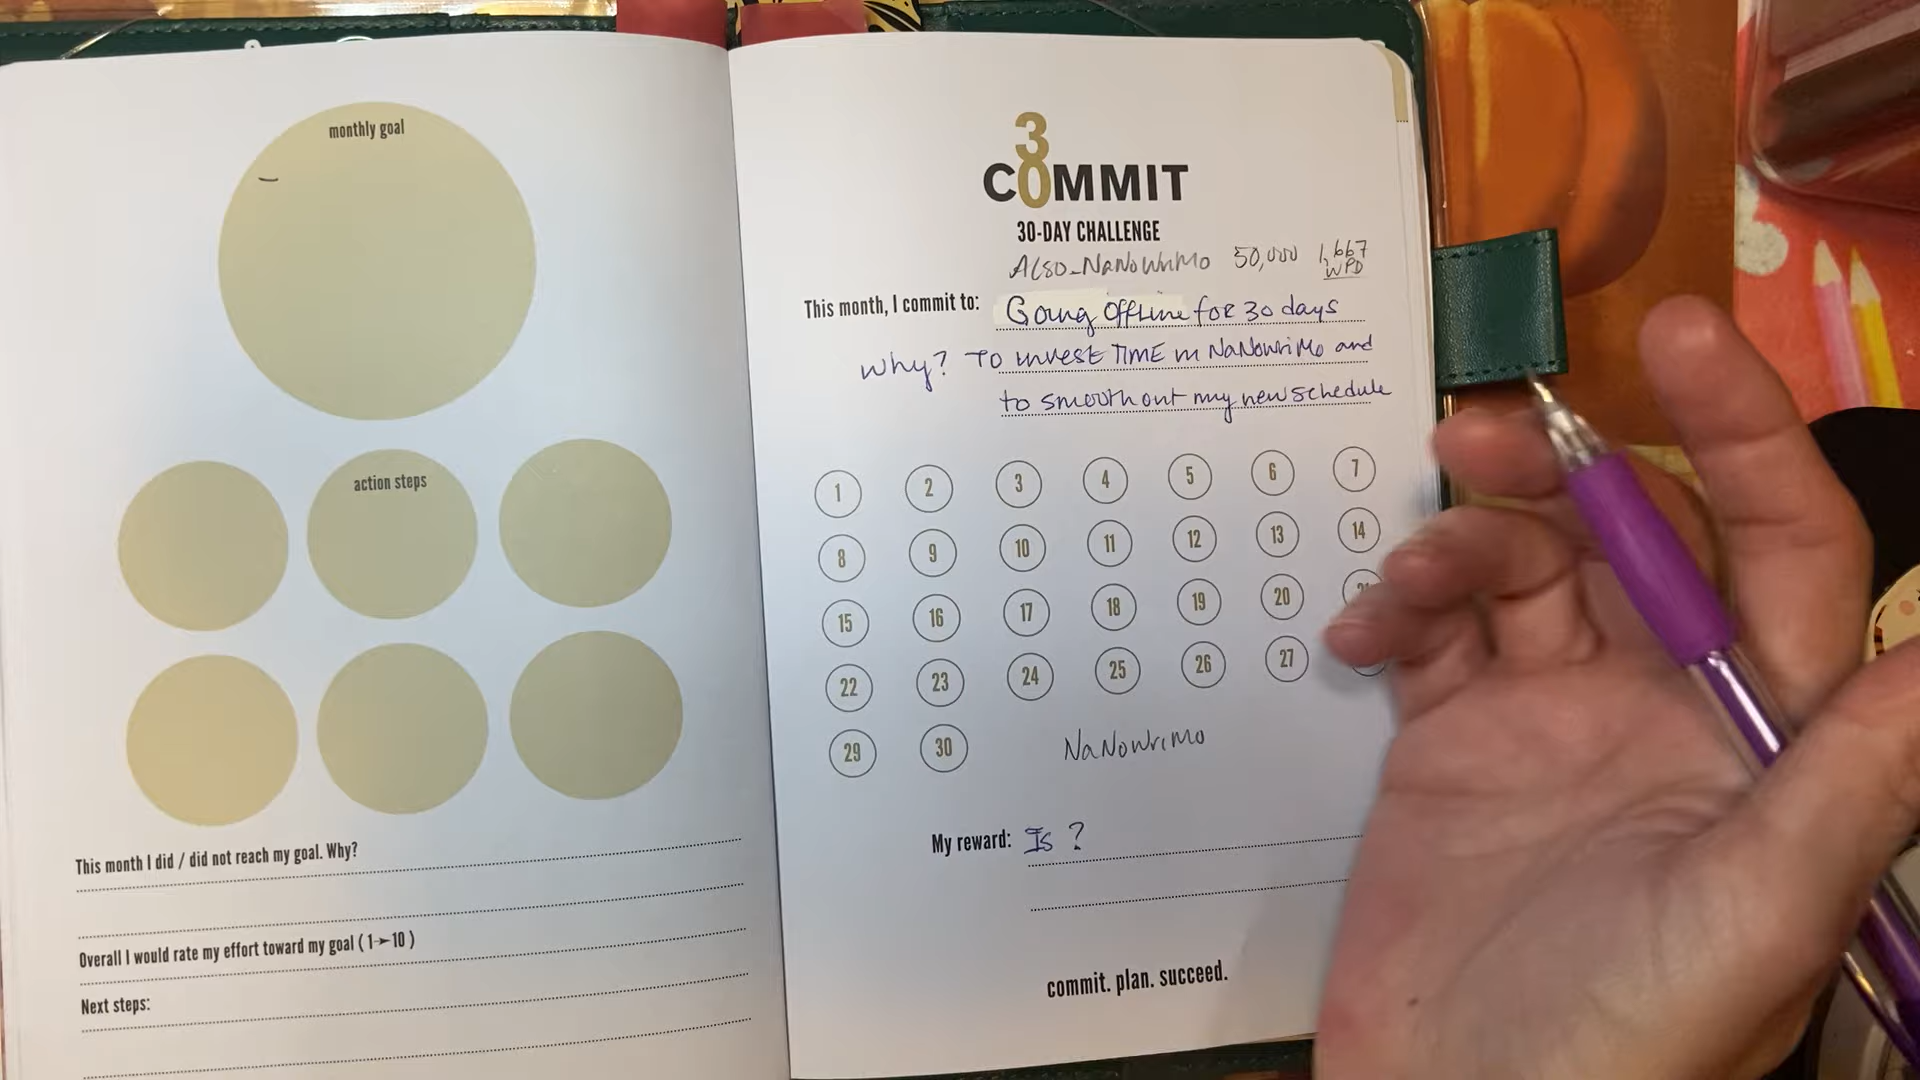 monthly goal
action steps
This month I did / did not reach my goal. Why?
Overall I would rate my effort toward my goal (1➛10)
Next steps:
30
COMMIT
30-DAY CHALLENGE
Also-NaNoWriMo 50,000 1,667
WPD
This month, I commit to: Going Offline for 30 days
Why? To invest TIME in NaNoWriMo and
to smooth out my new schedule
1 2 3 4 5 6 7
8 9 10 11 12 13 14
15 16 17 18 19 20
22 23 24 25 26 27
29 30 NaNoWriMo
My reward: Is ?
commit. plan. succeed.